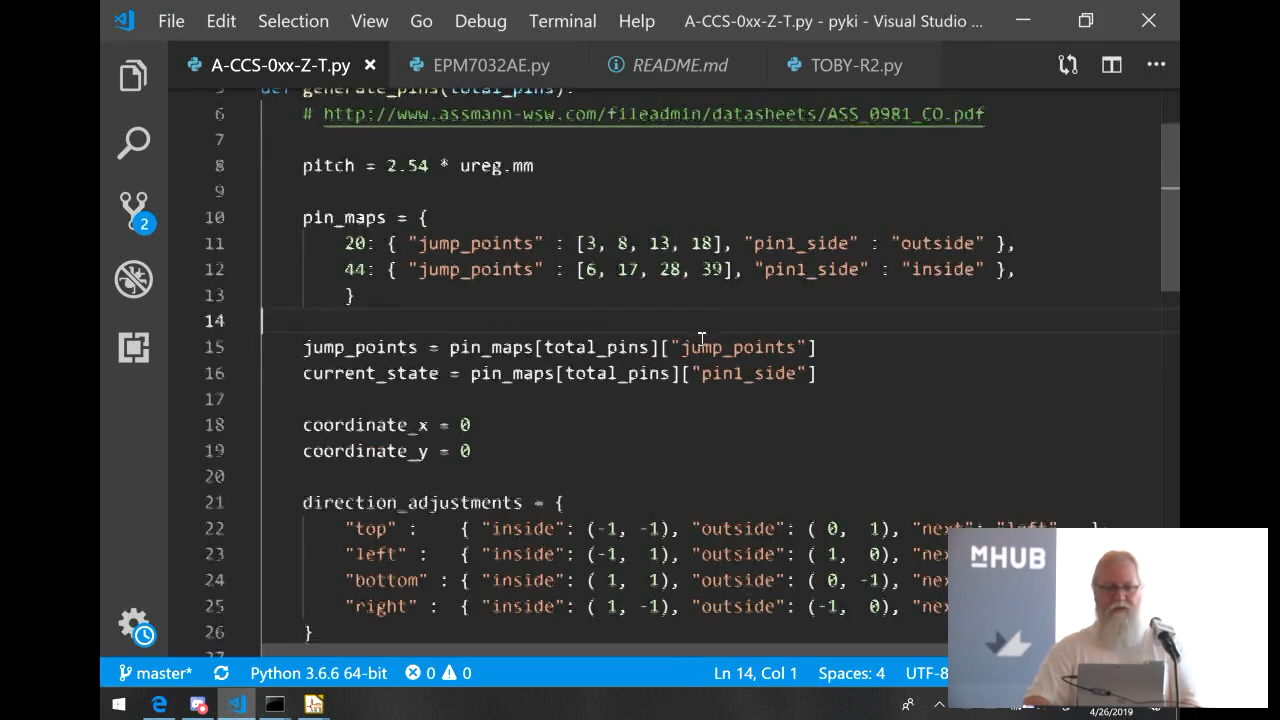 File Edit Selection View Go Debug Terminal Help A-CCS-0xx-Z-T.py - pyki - Visual Studio ...
A-CCS-0xx-Z-T.py EPM7032AE.py README.md TOBY-R2.py
5 def generate_pins(total_pins):
6 # http://www.assmann-wsw.com/fileadmin/datasheets/ASS_0981_CO.pdf
7
8 pitch = 2.54 * ureg.mm
9
10 pin_maps = {
11 20: { "jump_points" : [3, 8, 13, 18], "pin1_side" : "outside" },
12 44: { "jump_points" : [6, 17, 28, 39], "pin1_side" : "inside" },
13 }
14
15 jump_points = pin_maps[total_pins]["jump_points"]
16 current_state = pin_maps[total_pins]["pin1_side"]
17
18 coordinate_x = 0
19 coordinate_y = 0
20
21 direction_adjustments = {
22 "top" : { "inside": (-1, -1), "outside": ( 0, 1), "next": "left" },
23 "left" : { "inside": (-1, 1), "outside": ( 1, 0), "nex
24 "bottom" : { "inside": ( 1, 1), "outside": ( 0, -1), "nex
25 "right" : { "inside": ( 1, -1), "outside": (-1, 0), "nex
26 }
2
MHUB
master* Python 3.6.6 64-bit 0 0 Ln 14, Col 1 Spaces: 4 UTF-8
4/26/2019